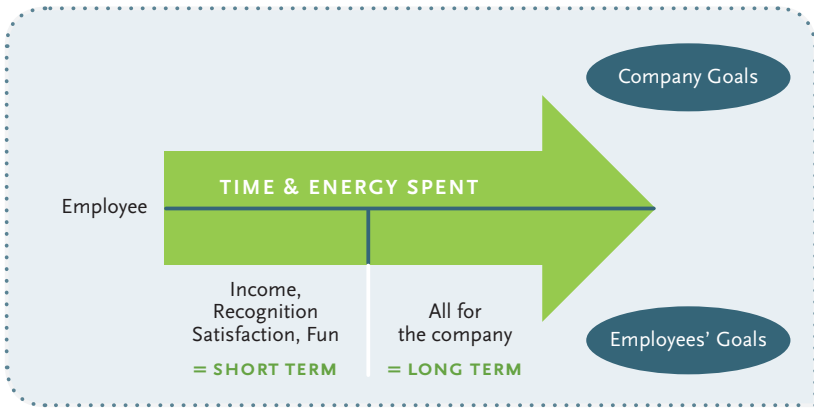 Company Goals
TIME & ENERGY SPENT
Employee
Income,
Recognition
Satisfaction, Fun
= SHORT TERM
All for
the company
= LONG TERM
Employees’ Goals